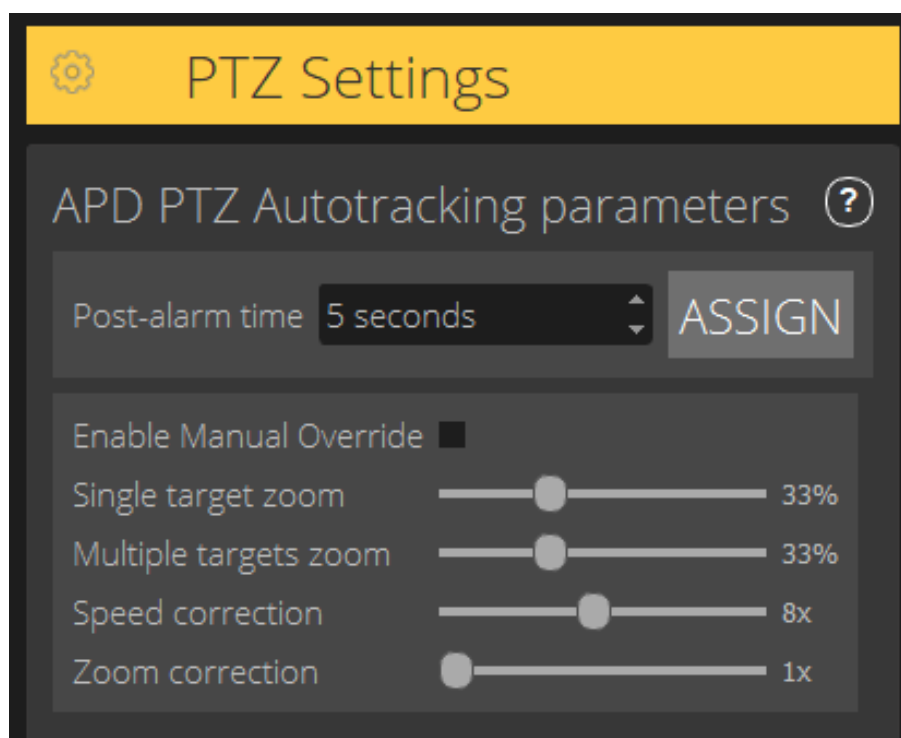 PTZ Settings
APD PTZ Autotracking parameters ?
Post-alarm time 5 seconds ASSIGN
Enable Manual Override
Single target zoom 33%
Multiple targets zoom 33%
Speed correction 8x
Zoom correction 1x